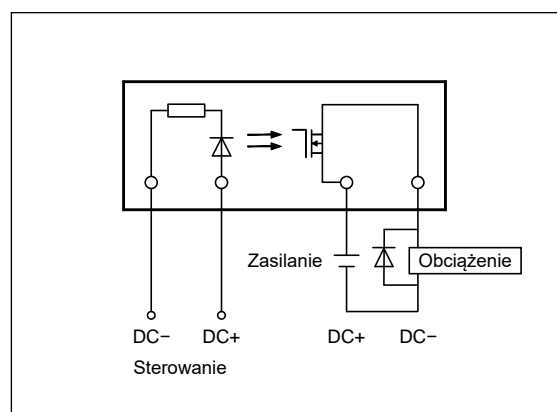 Zasilanie
Obciążenie
DC−
DC+
DC+
DC−
Sterowanie